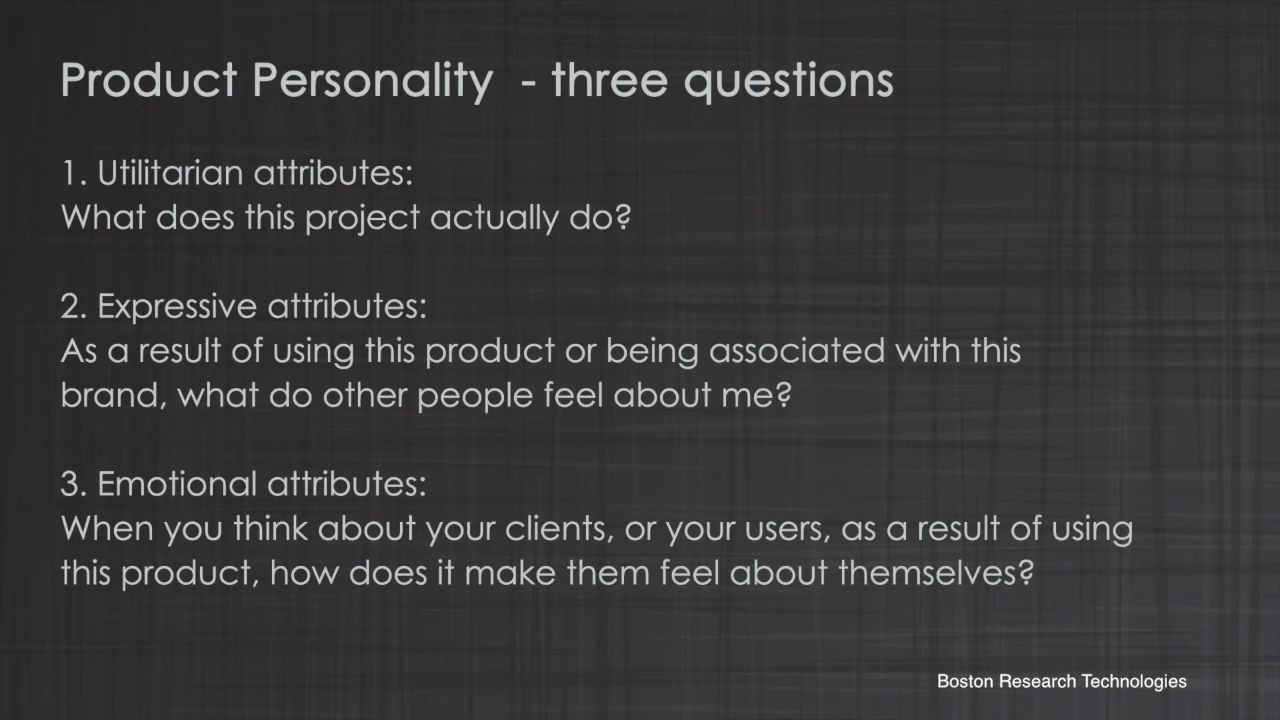 Product Personality  - three questions
1. Utilitarian attributes:
What does this project actually do?
2. Expressive attributes:
As a result of using this product or being associated with this
brand, what do other people feel about me?
3. Emotional attributes:
When you think about your clients, or your users, as a result of using
this product, how does it make them feel about themselves?
Boston Research Technologies